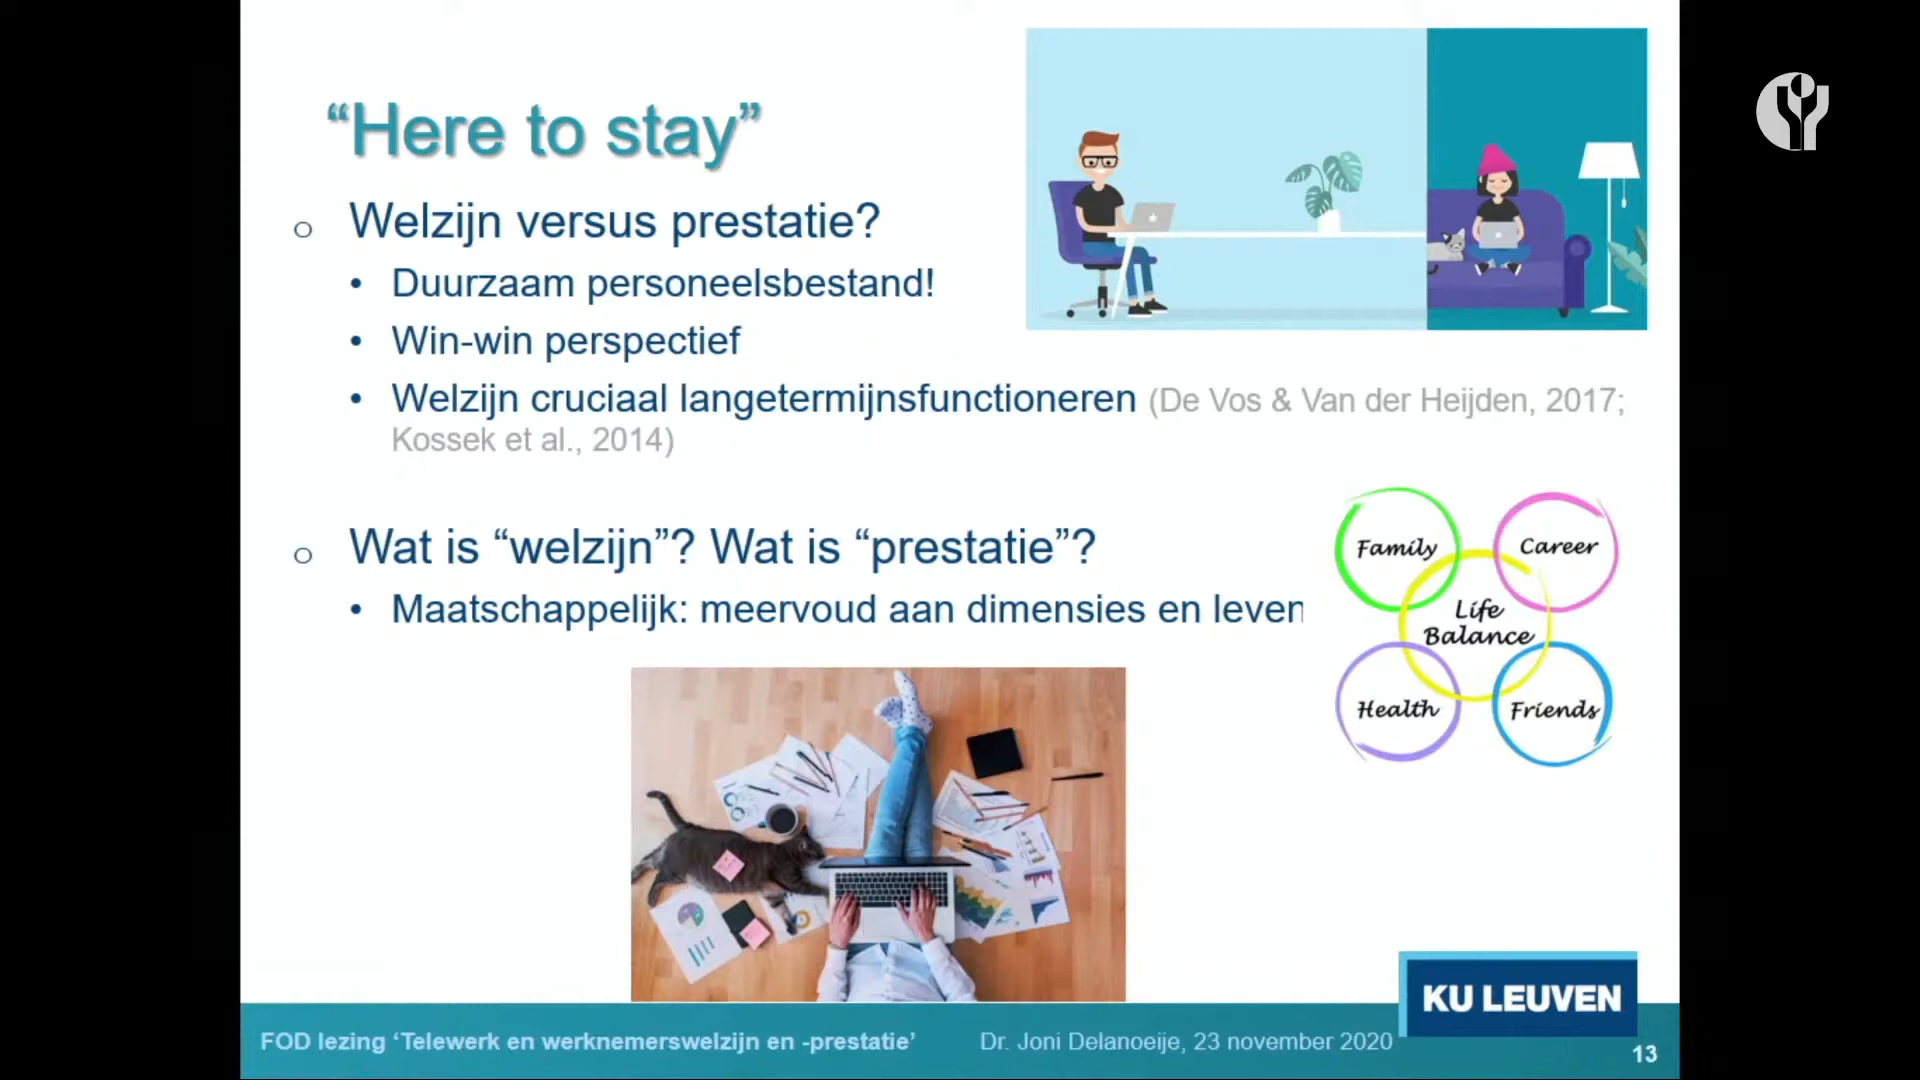 “Here to stay”
o Welzijn versus prestatie?
• Duurzaam personeelsbestand!
• Win-win perspectief
• Welzijn cruciaal langetermijnsfunctioneren (De Vos & Van der Heijden, 2017;
Kossek et al., 2014)
o Wat is “welzijn”? Wat is “prestatie”?
• Maatschappelijk: meervoud aan dimensies en leven
Family
Career
Life
Balance
Health
Friends
KU LEUVEN
FOD lezing ‘Telewerk en werknemerswelzijn en -prestatie’ Dr. Joni Delanoeije, 23 november 2020
13